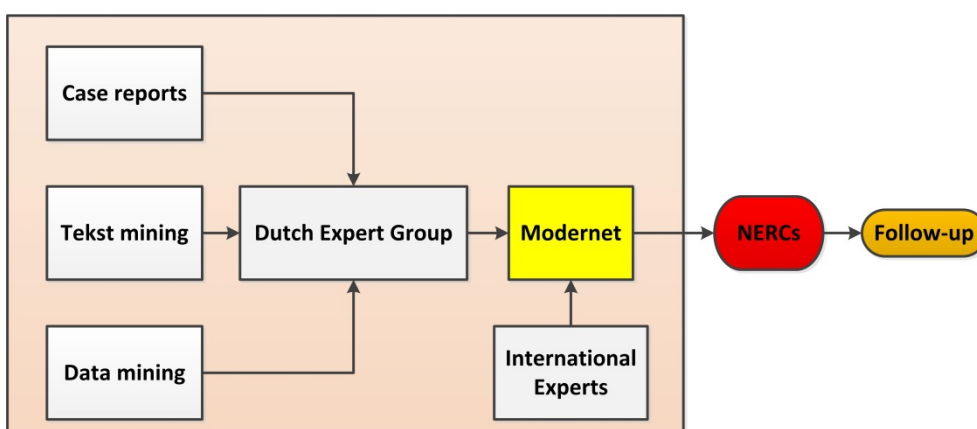 Case reports
Tekst mining
Dutch Expert Group
Modernet
NERCs
Follow-up
Data mining
International
Experts